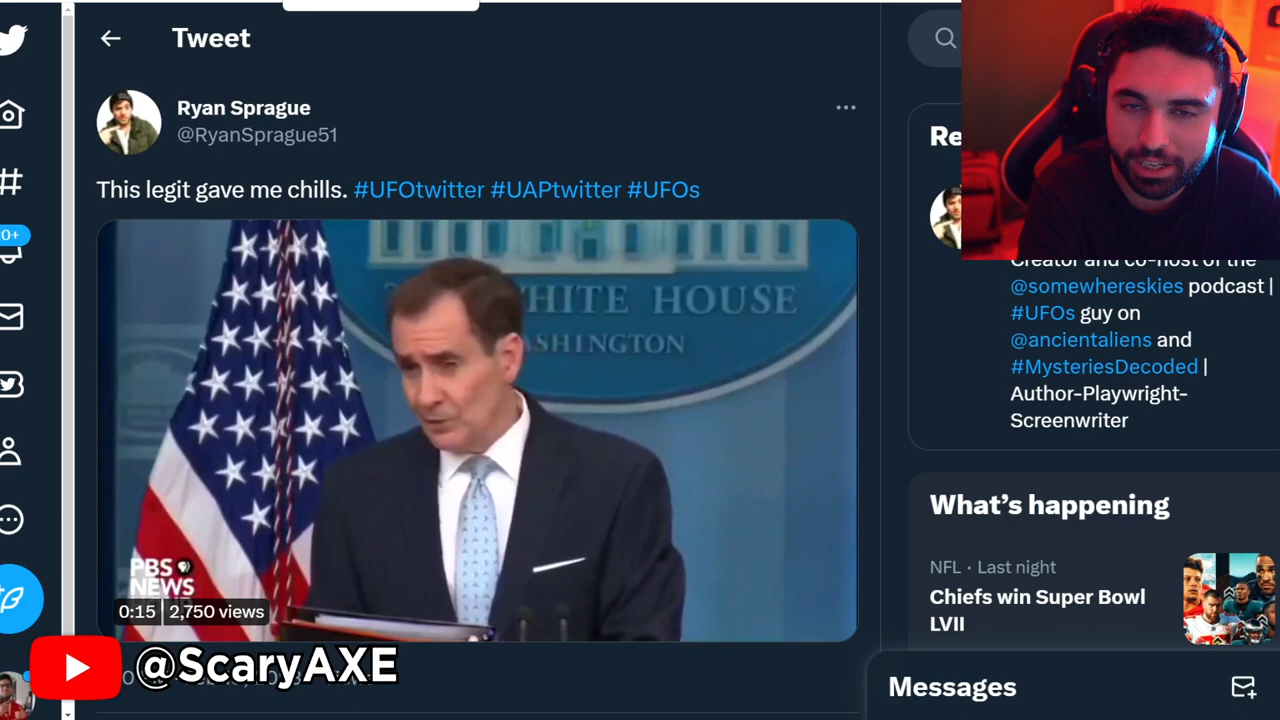 Tweet
Ryan Sprague
@RyanSprague51
This legit gave me chills. #UFOtwitter #UAPtwitter #UFOs
WHITE HOUSE
WASHINGTON
PBS
NEWS
0:15 | 2,750 views
@ScaryAXE
Re
Creator and co-host of the
@somewhereskies podcast |
#UFOs guy on
@ancientaliens and
#MysteriesDecoded |
Author-Playwright-
Screenwriter
What's happening
NFL · Last night
Chiefs win Super Bowl
LVII
Messages